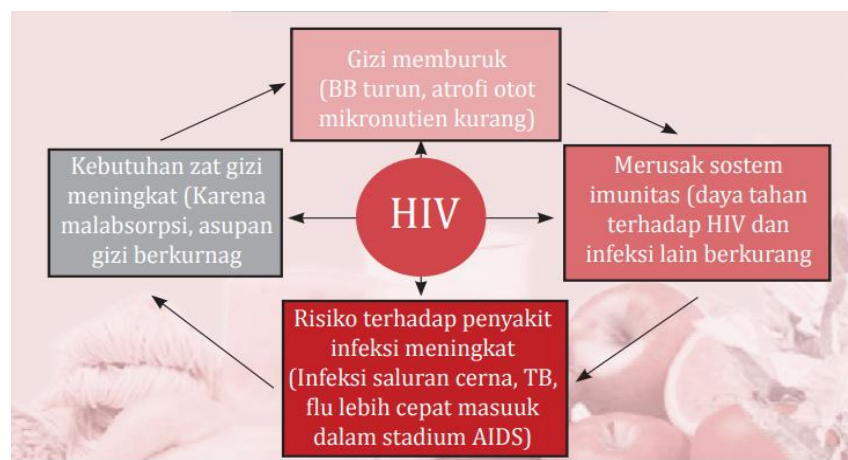 Gizi memburuk
(BB turun, atrofi otot
mikronutien kurang)
Kebutuhan zat gizi
meningkat (Karena
malabsorpsi, asupan
gizi berkurnag
HIV
Merusak sostem
imunitas (daya tahan
terhadap HIV dan
infeksi lain berkurang
Risiko terhadap penyakit
infeksi meningkat
(Infeksi saluran cerna, TB,
flu lebih cepat masuuk
dalam stadium AIDS)